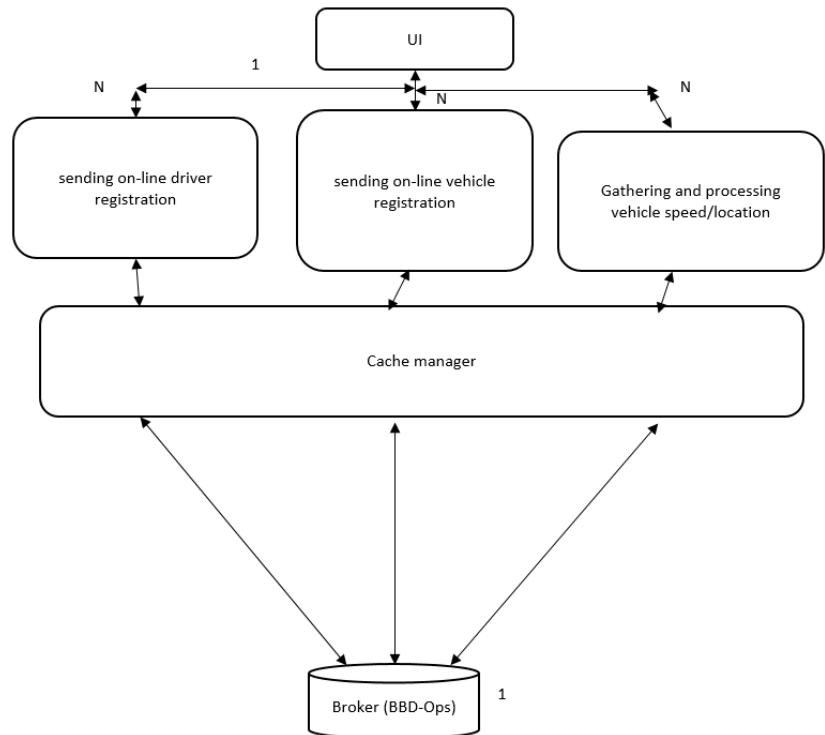 UI
1
N
N
N
sending on-line driver
registration
sending on-line vehicle
registration
Gathering and processing
vehicle speed/location
Cache manager
Broker (BBD-Ops)
1